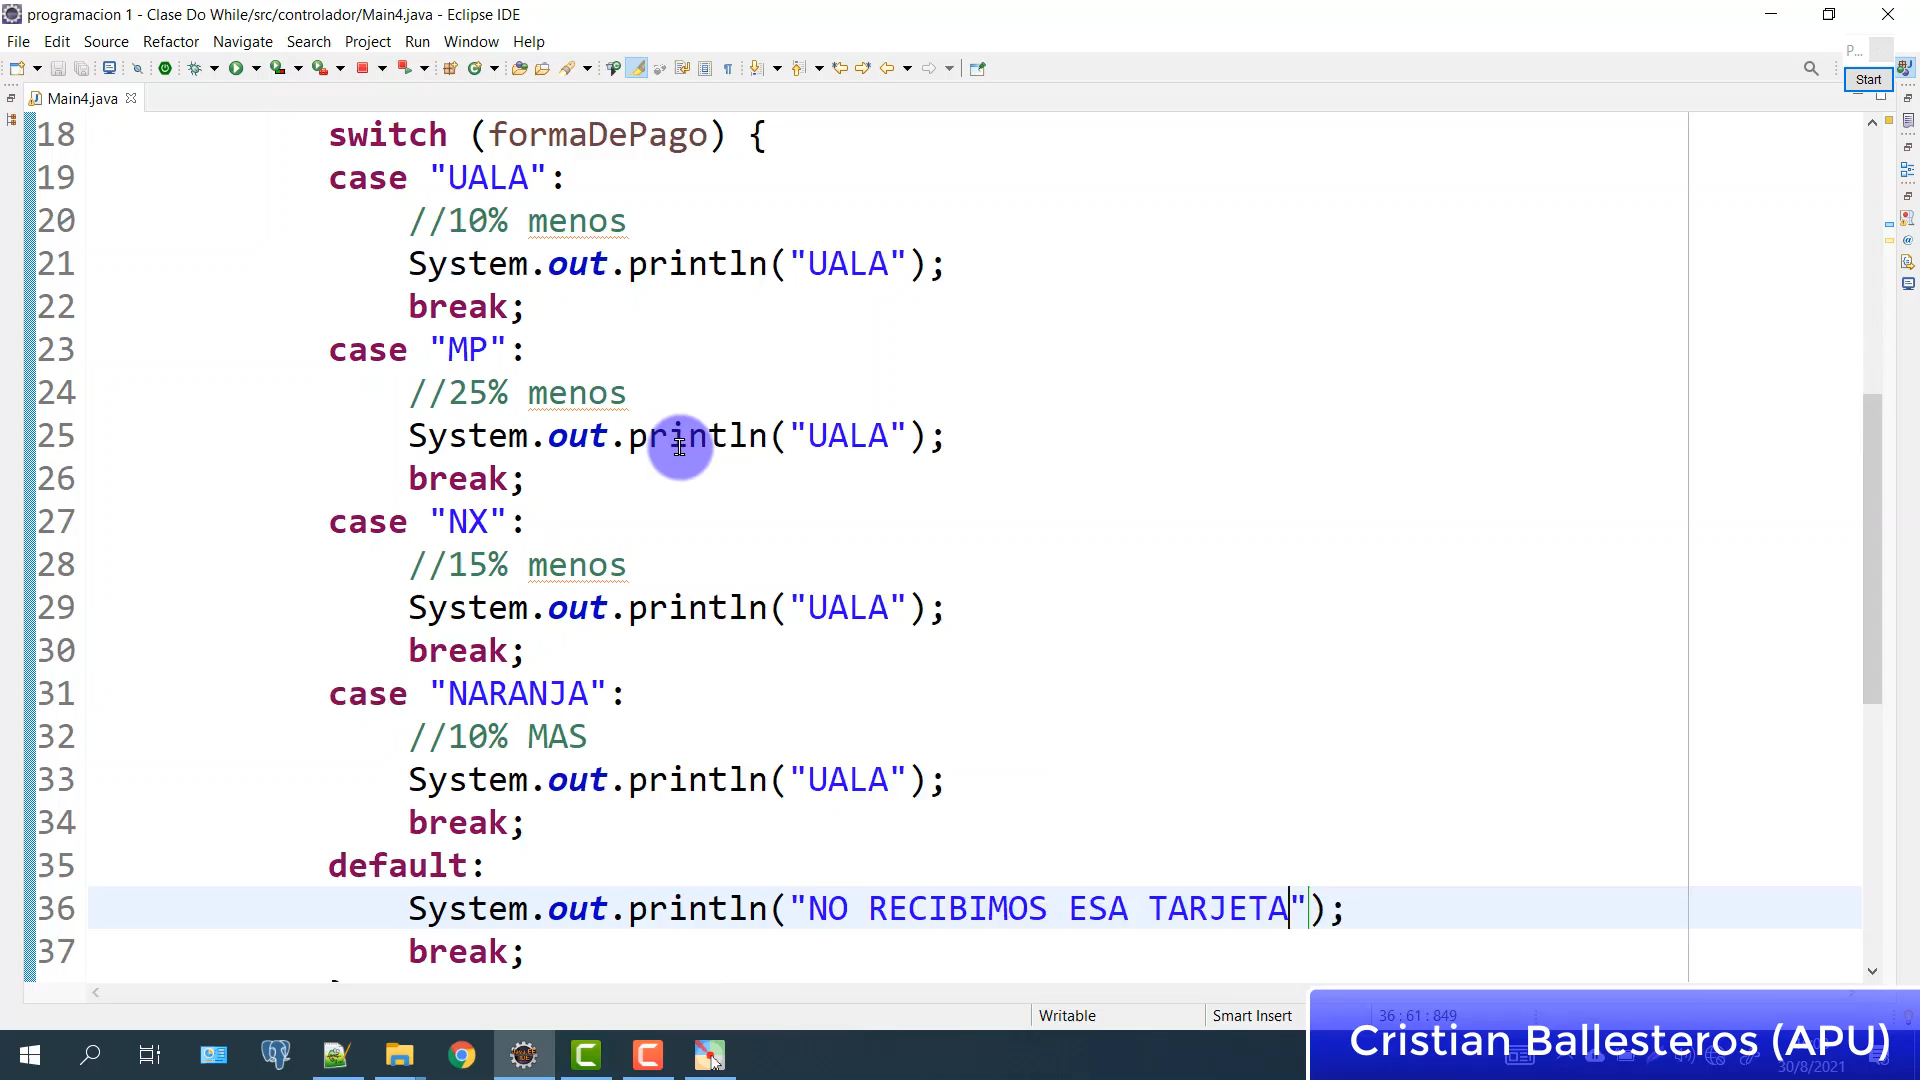 programacion 1 - Clase Do While/src/controlador/Main4.java - Eclipse IDE
File Edit Source Refactor Navigate Search Project Run Window Help
P...
Start
Main4.java
18 switch (formaDePago) {
19 case "UALA":
20 //10% menos
21 System.out.println("UALA");
22 break;
23 case "MP":
24 //25% menos
25 System.out.println("UALA");
26 break;
27 case "NX":
28 //15% menos
29 System.out.println("UALA");
30 break;
31 case "NARANJA":
32 //10% MAS
33 System.out.println("UALA");
34 break;
35 default:
36 System.out.println("NO RECIBIMOS ESA TARJETA");
37 break;
Writable Smart Insert 36 : 61 : 849
Cristian Ballesteros (APU)
30/8/2021